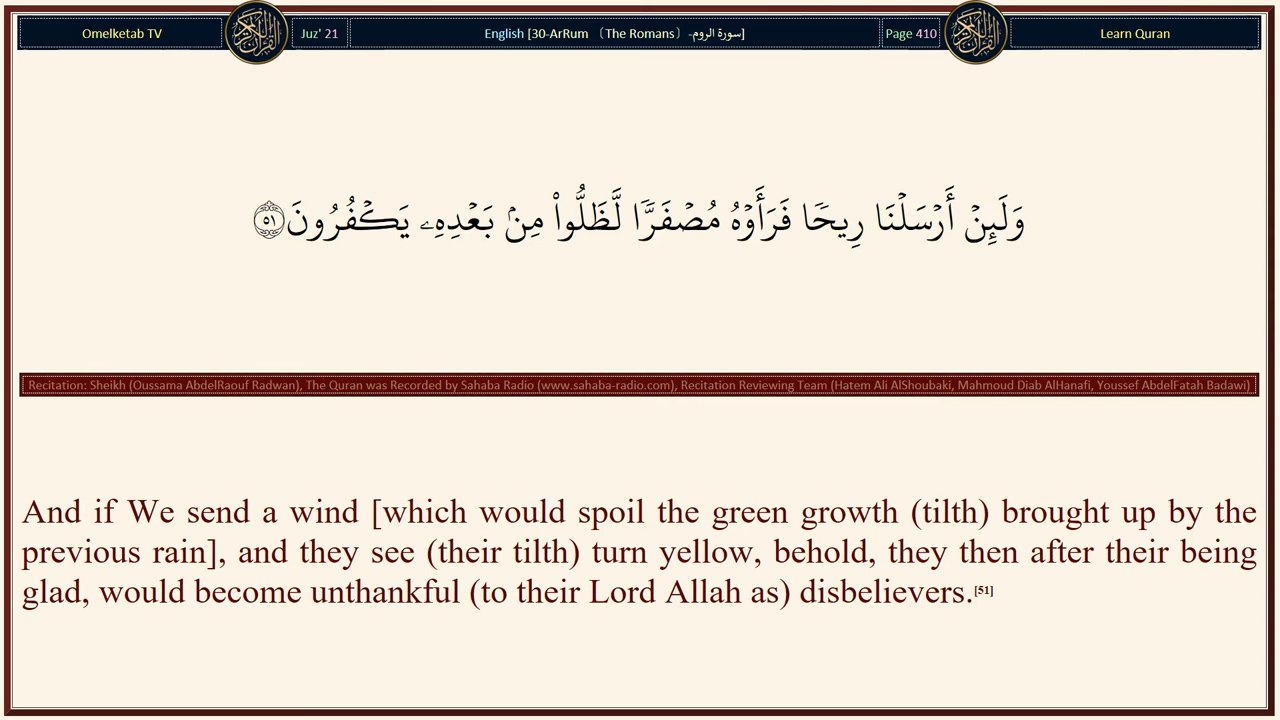 Omelketab TV
Juz' 21
English [30-ArRum （The Romans）-سورة الروم]
Page 410
Learn Quran
وَلَئِنۡ أَرۡسَلۡنَا رِيحٗا فَرَأَوۡهُ مُصۡفَرّٗا لَّظَلُّواْ مِنۢ بَعۡدِهِۦ يَكۡفُرُونَ ٥١
Recitation: Sheikh (Oussama AbdelRaouf Radwan), The Quran was Recorded by Sahaba Radio (www.sahaba-radio.com), Recitation Reviewing Team (Hatem Ali AlShoubaki, Mahmoud Diab AlHanafi, Youssef AbdelFatah Badawi)
And if We send a wind [which would spoil the green growth (tilth) brought up by the
previous rain], and they see (their tilth) turn yellow, behold, they then after their being
glad, would become unthankful (to their Lord Allah as) disbelievers.[51]